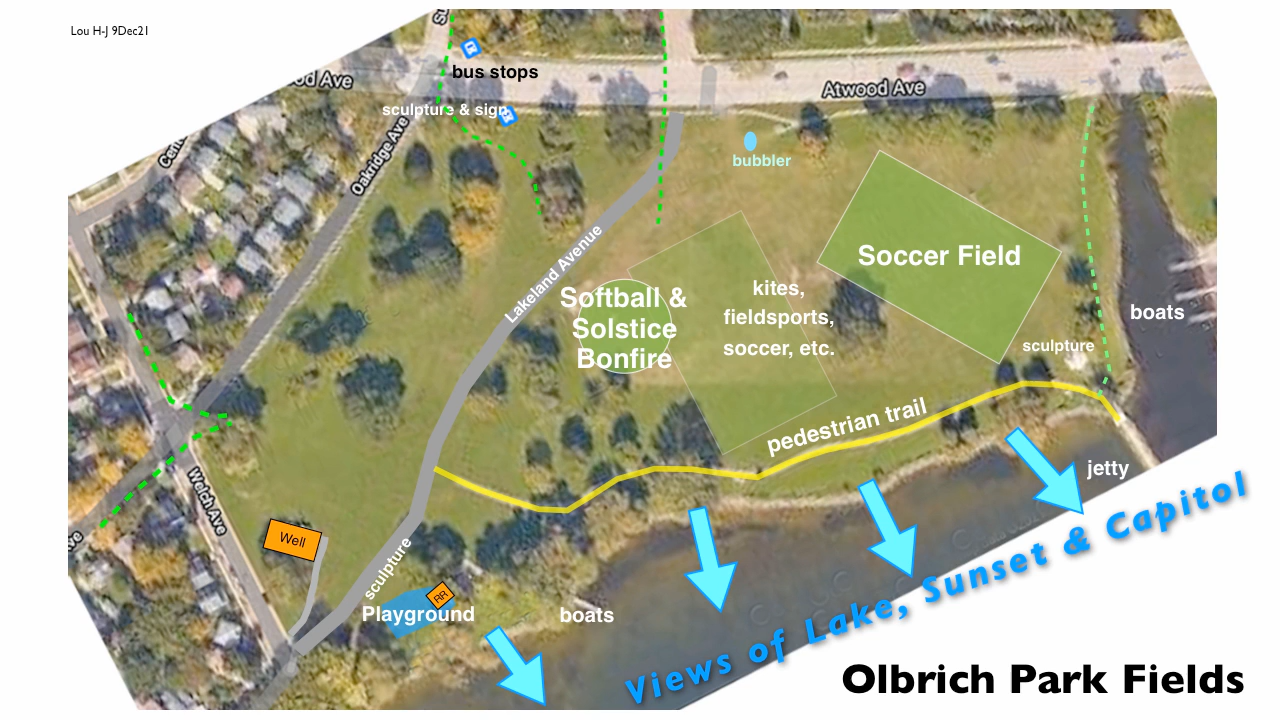 Lou H-J 9Dec21
bus stops
ood Ave
Atwood Ave
sculpture & sign
Oakridge Ave
bubbler
Soccer Field
Lakeland Avenue
Softball &
Solstice
Bonfire
kites,
fieldsports,
soccer, etc.
boats
sculpture
pedestrian trail
jetty
Welch Ave
Well
sculpture
RR
Playground
boats
Views of Lake, Sunset & Capitol
Olbrich Park Fields